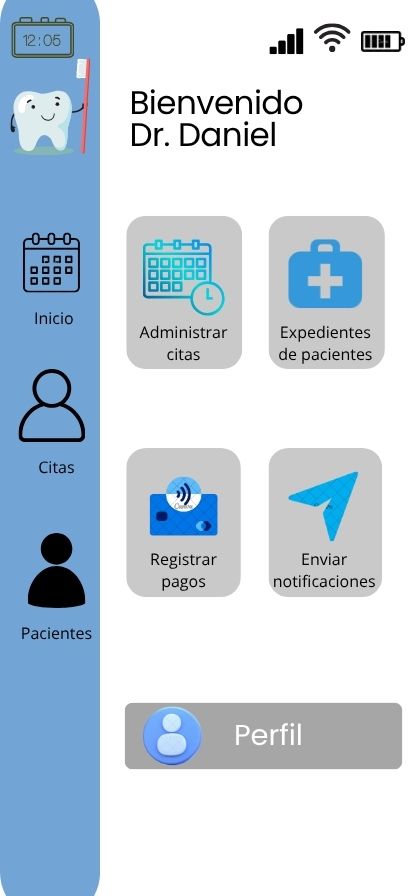 12:05
Bienvenido
Dr. Daniel
Inicio
Citas
Pacientes
Administrar
citas
Expedientes
de pacientes
Registrar
pagos
Enviar
notificaciones
Perfil